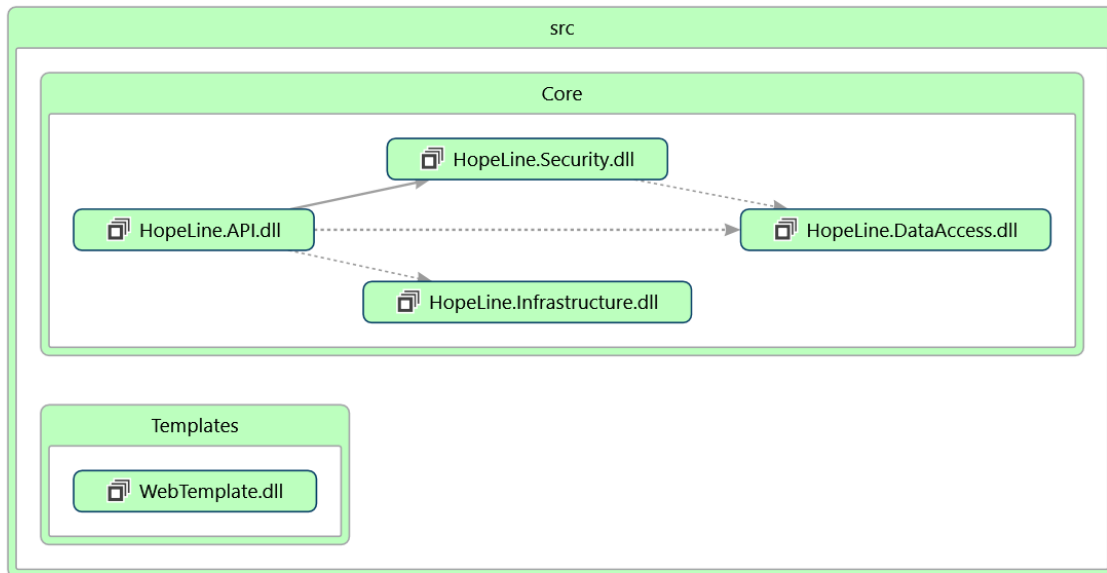 src
Core
HopeLine.Security.dll
HopeLine.API.dll
HopeLine.DataAccess.dll
HopeLine.Infrastructure.dll
Templates
WebTemplate.dll